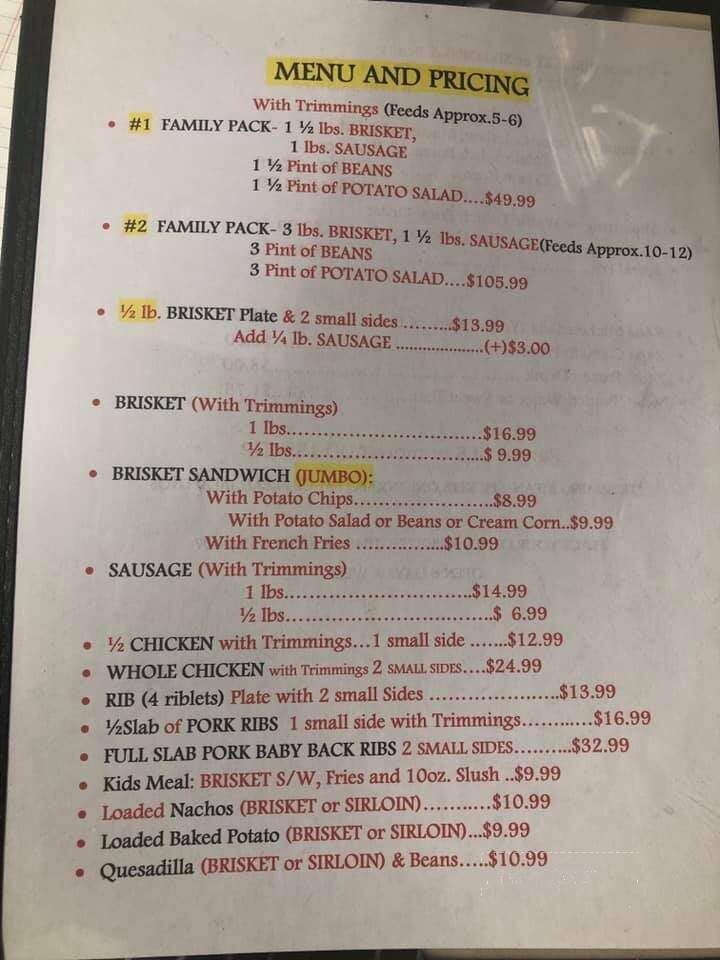 MENU AND PRICING
With Trimmings (Feeds Approx.5-6)
• #1 FAMILY PACK- 1 ½ lbs. BRISKET,
1 lbs. SAUSAGE
1 ½ Pint of BEANS
1 ½ Pint of POTATO SALAD....$49.99
• #2 FAMILY PACK- 3 lbs. BRISKET, 1 ½ lbs. SAUSAGE(Feeds Approx.10-12)
3 Pint of BEANS
3 Pint of POTATO SALAD....$105.99
• ½ lb. BRISKET Plate & 2 small sides .........$13.99
Add ¼ lb. SAUSAGE ......................(+)$3.00
• BRISKET (With Trimmings)
1 lbs.....................................$16.99
½ lbs....................................$ 9.99
• BRISKET SANDWICH (JUMBO):
With Potato Chips.........................$8.99
With Potato Salad or Beans or Cream Corn..$9.99
With French Fries ................$10.99
• SAUSAGE (With Trimmings)
1 lbs...................................$14.99
½ lbs......................................$ 6.99
• ½ CHICKEN with Trimmings...1 small side .......$12.99
• WHOLE CHICKEN with Trimmings 2 SMALL SIDES....$24.99
• RIB (4 riblets) Plate with 2 small Sides .......................$13.99
• ½Slab of PORK RIBS 1 small side with Trimmings............$16.99
• FULL SLAB PORK BABY BACK RIBS 2 SMALL SIDES..........$32.99
• Kids Meal: BRISKET S/W, Fries and 10oz. Slush ..$9.99
• Loaded Nachos (BRISKET or SIRLOIN)............$10.99
• Loaded Baked Potato (BRISKET or SIRLOIN)...$9.99
• Quesadilla (BRISKET or SIRLOIN) & Beans.....$10.99